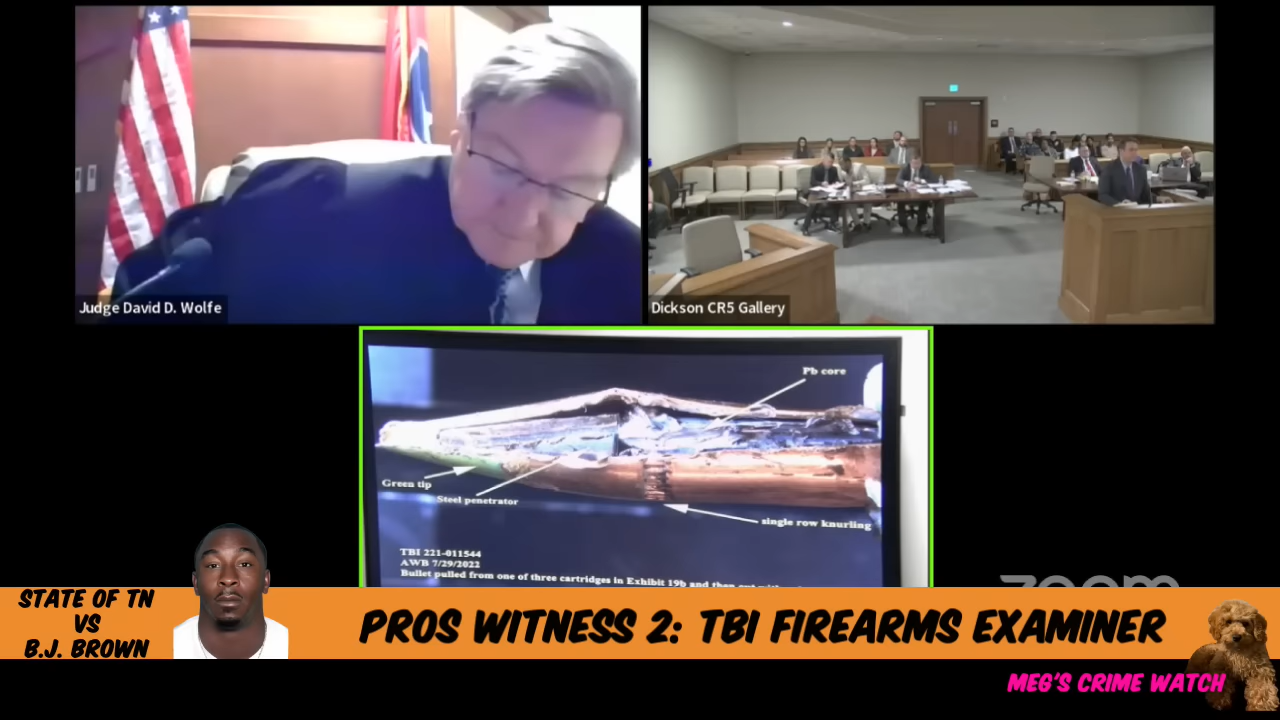 Judge David D. Wolfe
Dickson CR5 Gallery
Pb core
Green tip
Steel penetrator
single row knurling
TBI 221-011544
AWB 7/29/2022
Bullet pulled from one of three cartridges in Exhibit 19b and then
zoom
STATE OF TN
VS
B.J. BROWN
PROS WITNESS 2: TBI FIREARMS EXAMINER
MEG'S CRIME WATCH